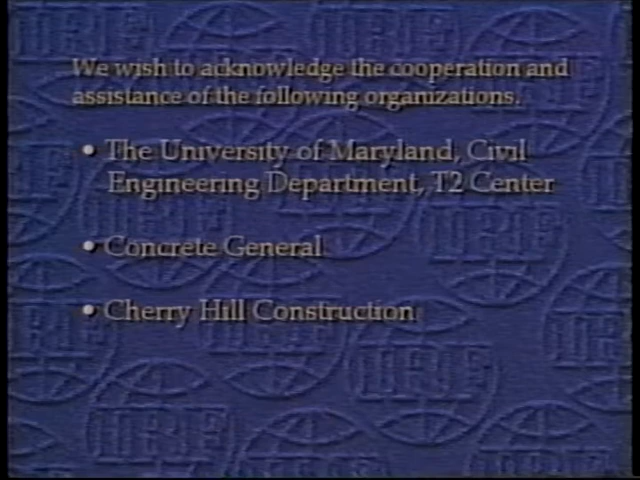 We wish to acknowledge the cooperation and
assistance of the following organizations.
• The University of Maryland, Civil
Engineering Department, T2 Center
• Concrete General
• Cherry Hill Construction